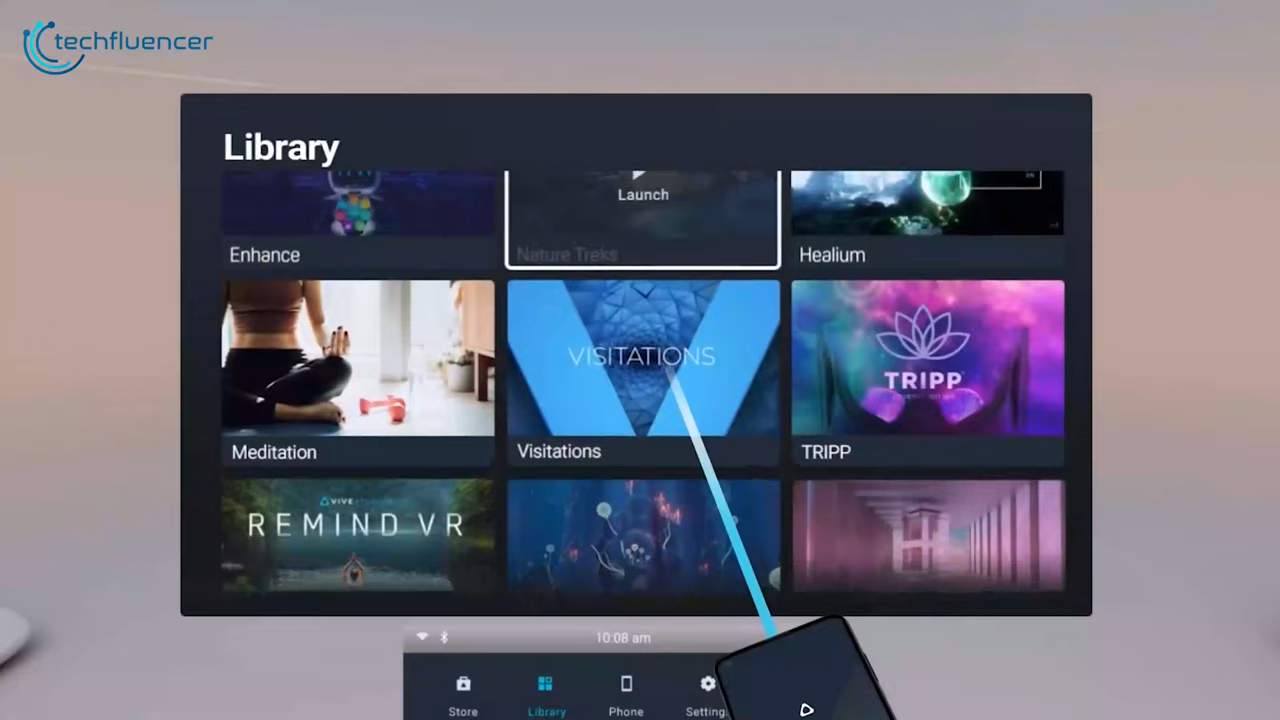 techfluencer
Library
Launch
Enhance
Nature Treks
Healium
VISITATIONS
TRIPP
Meditation
Visitations
TRIPP
VIVE
REMIND VR
10:08 am
Store
Library
Phone
Setting